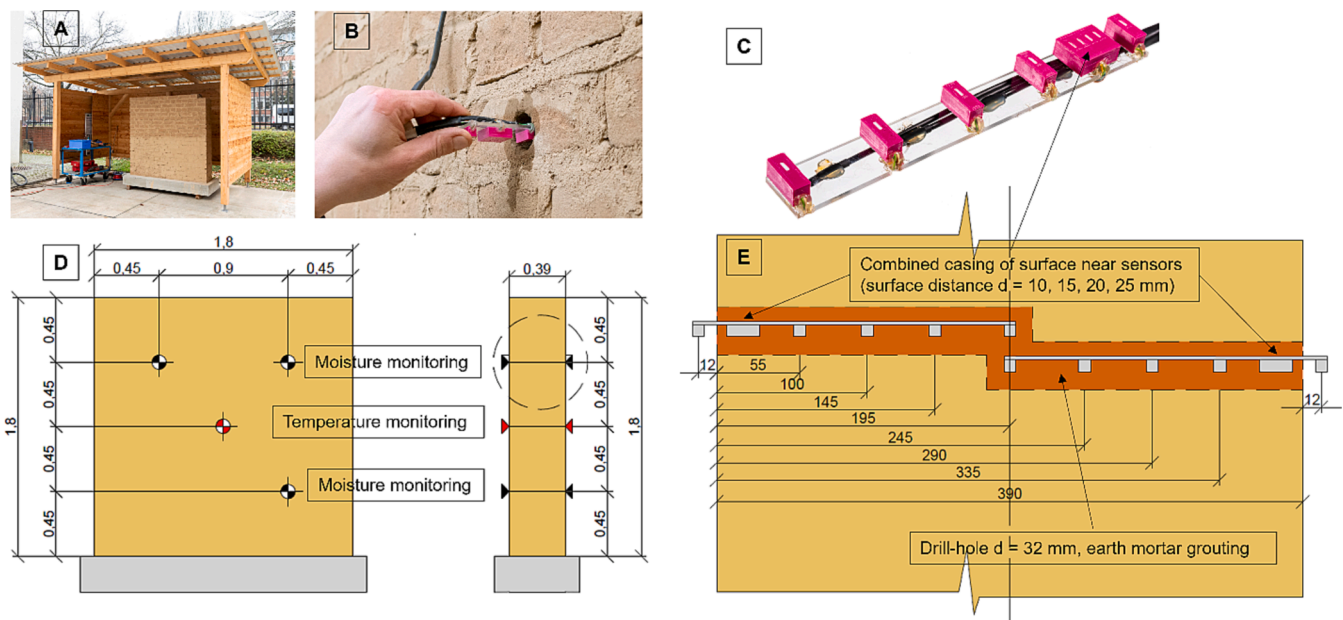 A
B
C
D
1,8
0,45
0,9
0,45
0,39
0,45
0,45
Moisture monitoring
1,8
0,45
0,45
1,8
Temperature monitoring
0,45
0,45
Moisture monitoring
0,45
0,45
E
Combined casing of surface near sensors
(surface distance d = 10, 15, 20, 25 mm)
12
55
100
145
195
245
12
290
335
390
Drill-hole d = 32 mm, earth mortar grouting